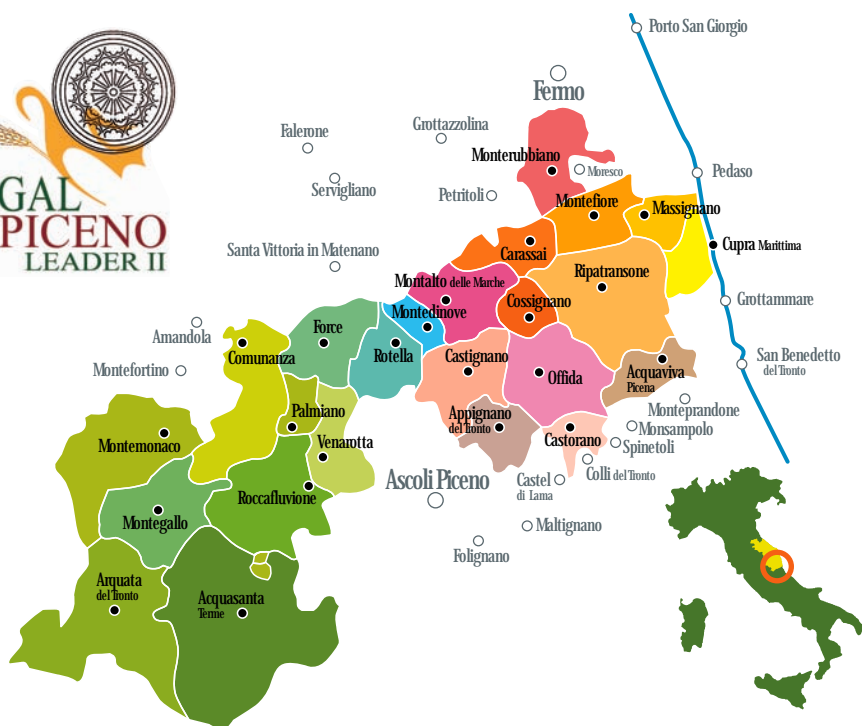 GAL
PICENO
LEADER II
Porto San Giorgio
Fermo
Falerone
Grottazzolina
Monterubbiano
Moresco
Pedaso
Servigliano
Petritoli
Montefiore
Massignano
Santa Vittoria in Matenano
Carassai
Cupra Marittima
Montalto delle Marche
Ripatransone
Cossignano
Grottammare
Montedinove
Amandola
Force
Comunanza
Rotella
Castignano
San Benedetto
del Tronto
Montefortino
Offida
Acquaviva
Picena
Palmiano
Appignano
del Tronto
Monteprandone
Monsampolo
Montemonaco
Venarotta
Castorano
Spinetoli
Ascoli Piceno
Castel
di Lama
Colli del Tronto
Roccafluvione
Montegallo
Maltignano
Folignano
Arquata
del Tronto
Acquasanta
Terme